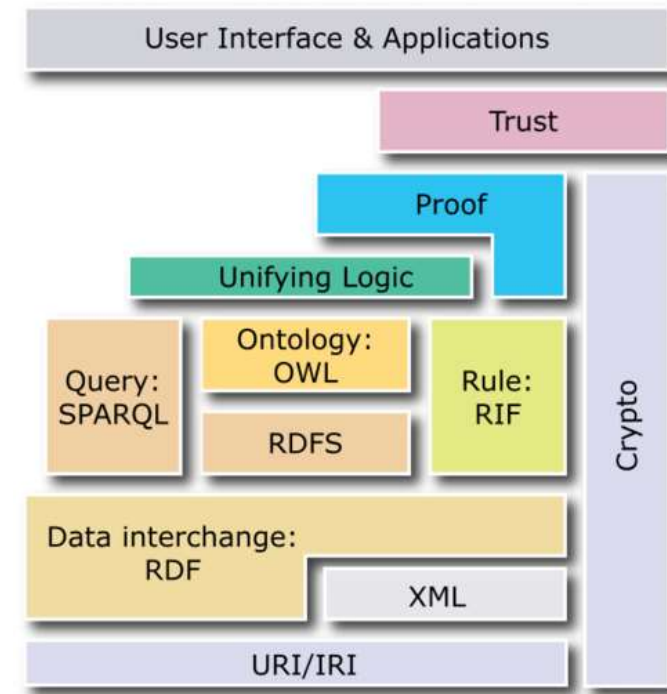 User Interface & Applications
Trust
Proof
Unifying Logic
Query:
SPARQL
Ontology:
OWL
RDFS
Rule:
RIF
Crypto
Data interchange:
RDF
XML
URI/IRI